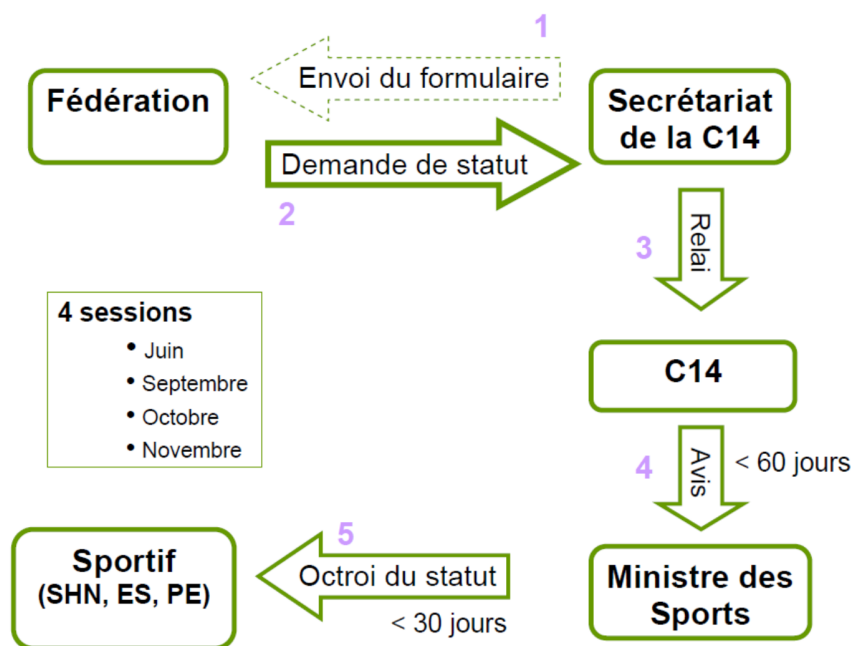 1
Envoi du formulaire
Fédération
Secrétariat
de la C14
Demande de statut
2
3
Relai
4 sessions
• Juin
• Septembre
• Octobre
• Novembre
C14
4
Avis
< 60 jours
5
Sportif
(SHN, ES, PE)
Octroi du statut
< 30 jours
Ministre des
Sports